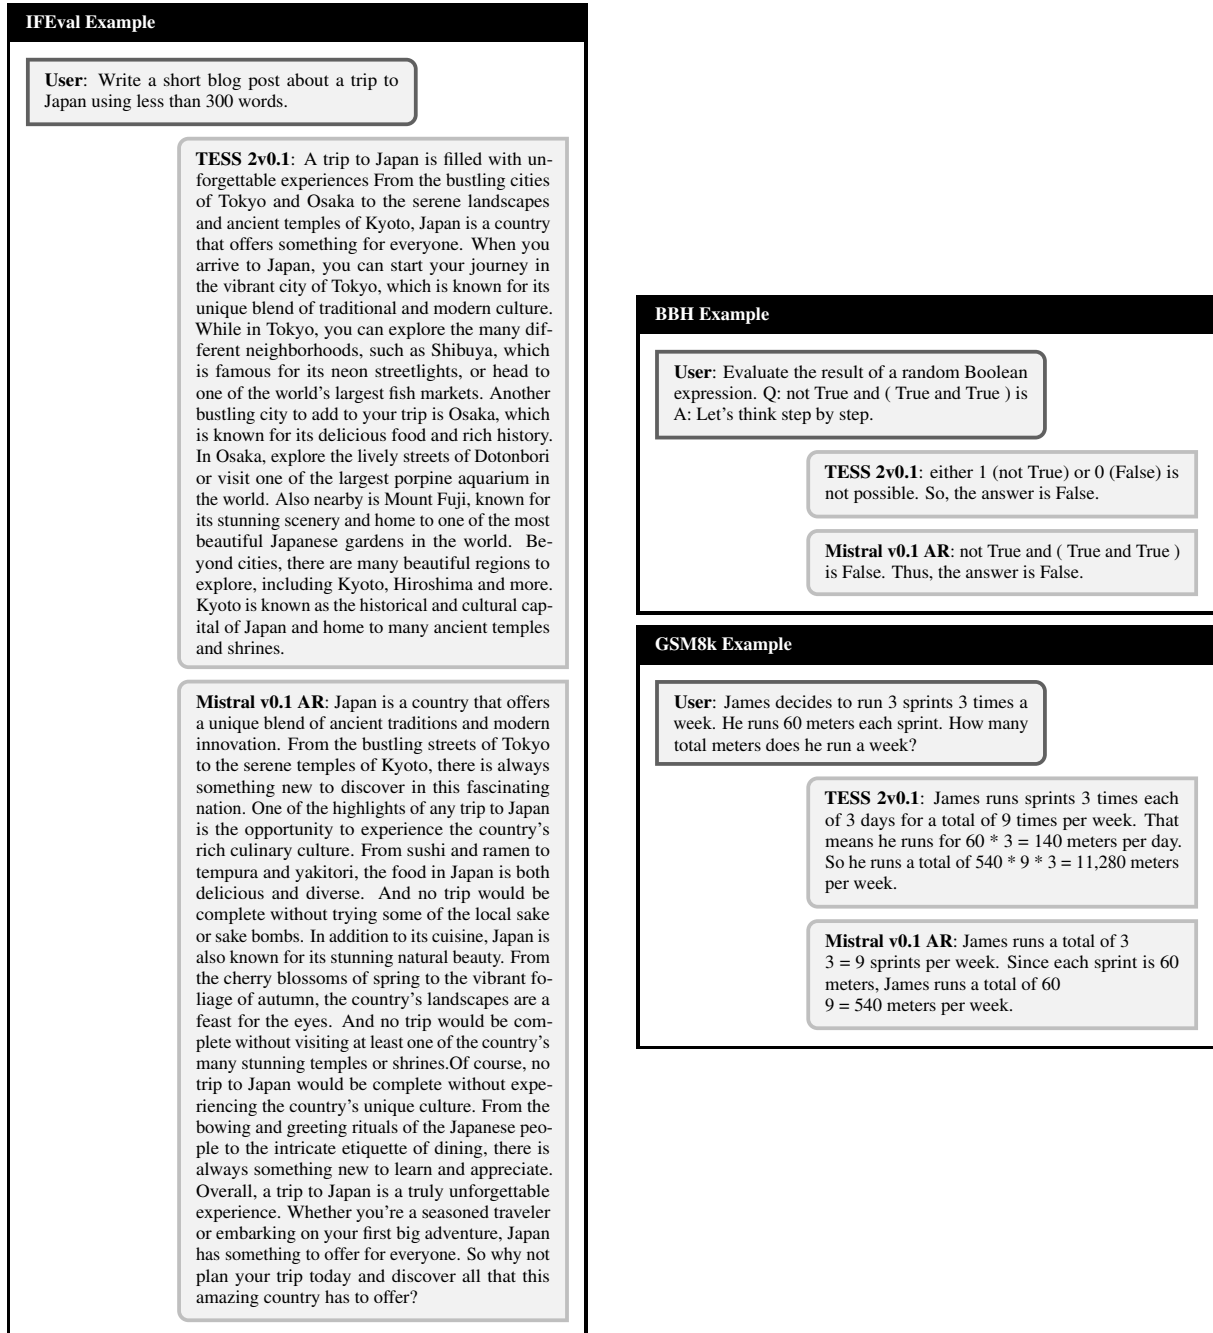 IFEval Example
User: Write a short blog post about a trip to
Japan using less than 300 words.
TESS 2v0.1: A trip to Japan is filled with un-
forgettable experiences From the bustling cities
of Tokyo and Osaka to the serene landscapes
and ancient temples of Kyoto, Japan is a country
that offers something for everyone. When you
arrive to Japan, you can start your journey in
the vibrant city of Tokyo, which is known for its
unique blend of traditional and modern culture.
While in Tokyo, you can explore the many dif-
ferent neighborhoods, such as Shibuya, which
is famous for its neon streetlights, or head to
one of the world's largest fish markets. Another
bustling city to add to your trip is Osaka, which
is known for its delicious food and rich history.
In Osaka, explore the lively streets of Dotonbori
or visit one of the largest porpine aquarium in
the world. Also nearby is Mount Fuji, known for
its stunning scenery and home to one of the most
beautiful Japanese gardens in the world. Be-
yond cities, there are many beautiful regions to
explore, including Kyoto, Hiroshima and more.
Kyoto is known as the historical and cultural cap-
ital of Japan and home to many ancient temples
and shrines.
Mistral v0.1 AR: Japan is a country that offers
a unique blend of ancient traditions and modern
innovation. From the bustling streets of Tokyo
to the serene temples of Kyoto, there is always
something new to discover in this fascinating
nation. One of the highlights of any trip to Japan
is the opportunity to experience the country's
rich culinary culture. From sushi and ramen to
tempura and yakitori, the food in Japan is both
delicious and diverse. And no trip would be
complete without trying some of the local sake
or sake bombs. In addition to its cuisine, Japan is
also known for its stunning natural beauty. From
the cherry blossoms of spring to the vibrant fo-
liage of autumn, the country's landscapes are a
feast for the eyes. And no trip would be com-
plete without visiting at least one of the country's
many stunning temples or shrines.Of course, no
trip to Japan would be complete without expe-
riencing the country's unique culture. From the
bowing and greeting rituals of the Japanese peo-
ple to the intricate etiquette of dining, there is
always something new to learn and appreciate.
Overall, a trip to Japan is a truly unforgettable
experience. Whether you're a seasoned traveler
or embarking on your first big adventure, Japan
has something to offer for everyone. So why not
plan your trip today and discover all that this
amazing country has to offer?
BBH Example
User: Evaluate the result of a random Boolean
expression. Q: not True and ( True and True ) is
A: Let's think step by step.
TESS 2v0.1: either 1 (not True) or 0 (False) is
not possible. So, the answer is False.
Mistral v0.1 AR: not True and ( True and True )
is False. Thus, the answer is False.
GSM8k Example
User: James decides to run 3 sprints 3 times a
week. He runs 60 meters each sprint. How many
total meters does he run a week?
TESS 2v0.1: James runs sprints 3 times each
of 3 days for a total of 9 times per week. That
means he runs for 60 * 3 = 140 meters per day.
So he runs a total of 540 * 9 * 3 = 11,280 meters
per week.
Mistral v0.1 AR: James runs a total of 3
3 = 9 sprints per week. Since each sprint is 60
meters, James runs a total of 60
9 = 540 meters per week.